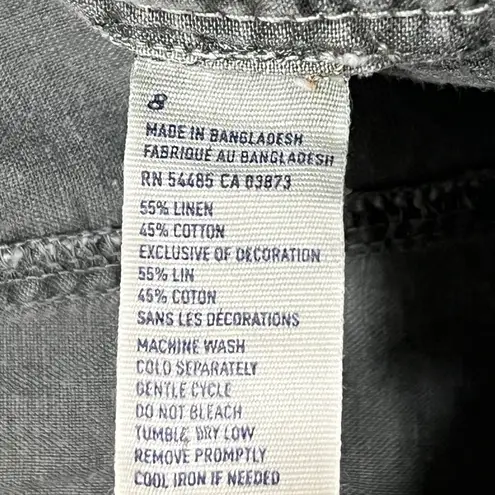 8
MADE IN BANGLADESH
FABRIQUÉ AU BANGLADESH
RN 54485 CA 03873
55% LINEN
45% COTTON
EXCLUSIVE OF DECORATION
55% LIN
45% COTON
SANS LES DÉCORATIONS
MACHINE WASH
COLD SEPARATELY
GENTLE CYCLE
DO NOT BLEACH
TUMBLE DRY LOW
REMOVE PROMPTLY
COOL IRON IF NEEDED